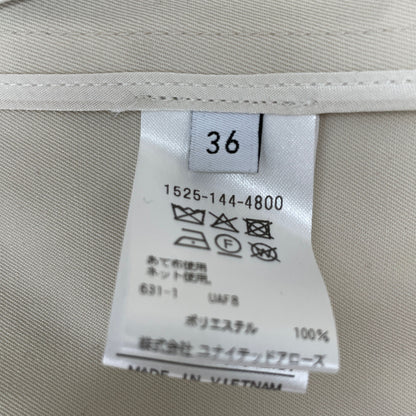 36
1525-144-4800
F
あて布使用
ネット使用。
631-1 UAF8
ポリエステル 100%
株式会社 ユナイテッドアローズ
MADE IN VIETNAM